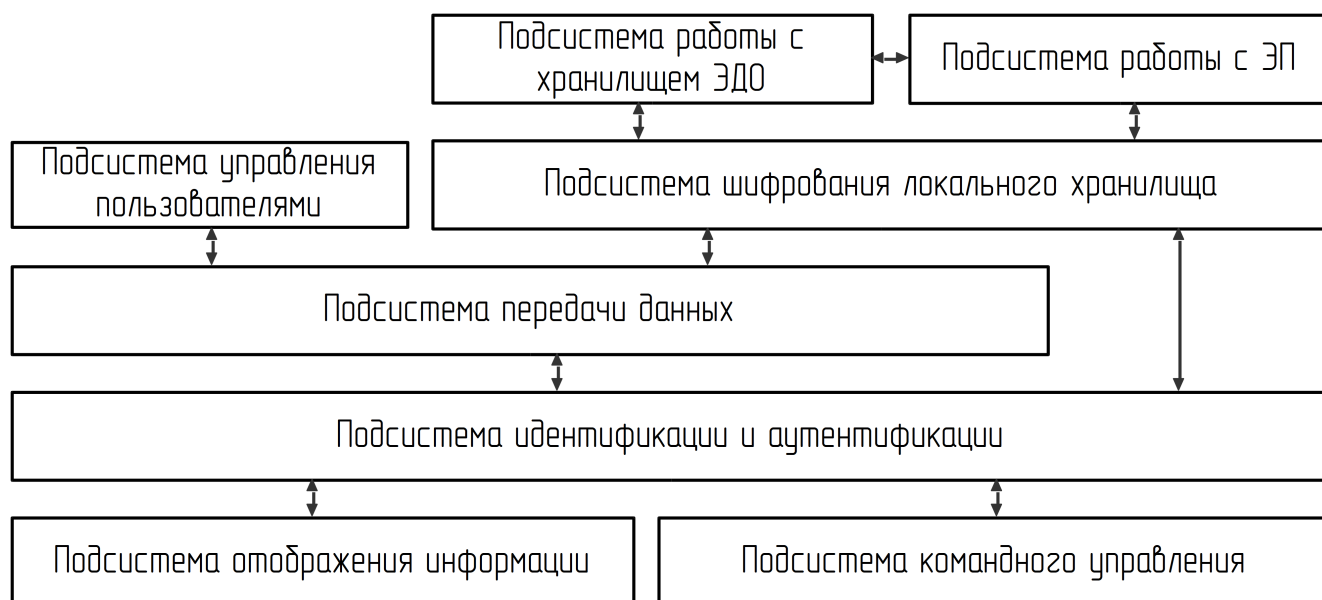 Подсистема работы с
хранилищем ЭДО
Подсистема работы с ЭП
Подсистема управления
пользователями
Подсистема шифрования локального хранилища
Подсистема передачи данных
Подсистема идентификации и аутентификации
Подсистема отображения информации
Подсистема командного управления